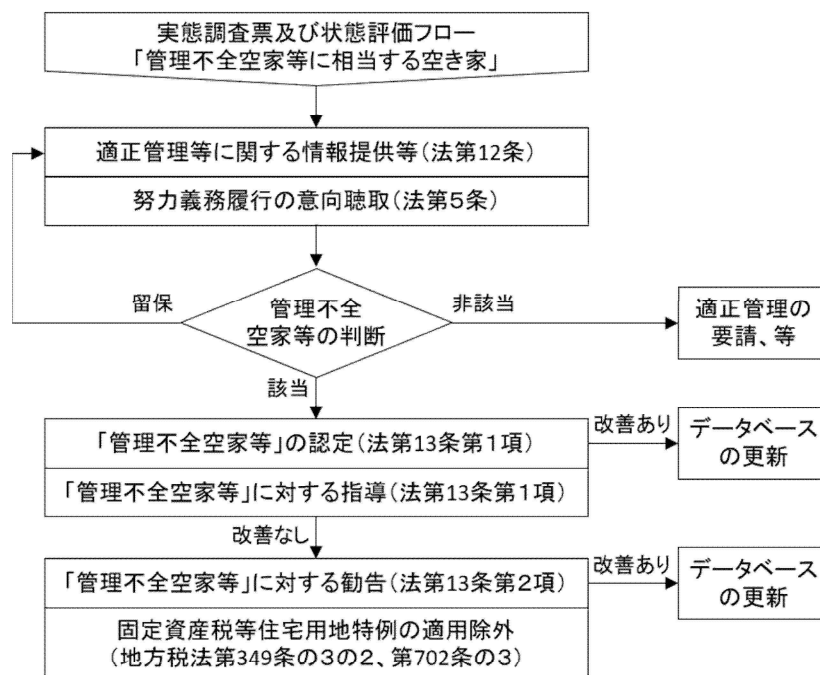 実態調査票及び状態評価フロー
「管理不全空家等に相当する空き家」
適正管理等に関する情報提供等(法第12条)
努力義務履行の意向聴取(法第5条)
留保
管理不全
空家等の判断
非該当
適正管理の
要請、等
該当
「管理不全空家等」の認定(法第13条第1項)
改善あり
データベース
の更新
「管理不全空家等」に対する指導(法第13条第1項)
改善なし
「管理不全空家等」に対する勧告(法第13条第2項)
改善あり
データベース
の更新
固定資産税等住宅用地特例の適用除外
(地方税法第349条の3の2、第702条の3)